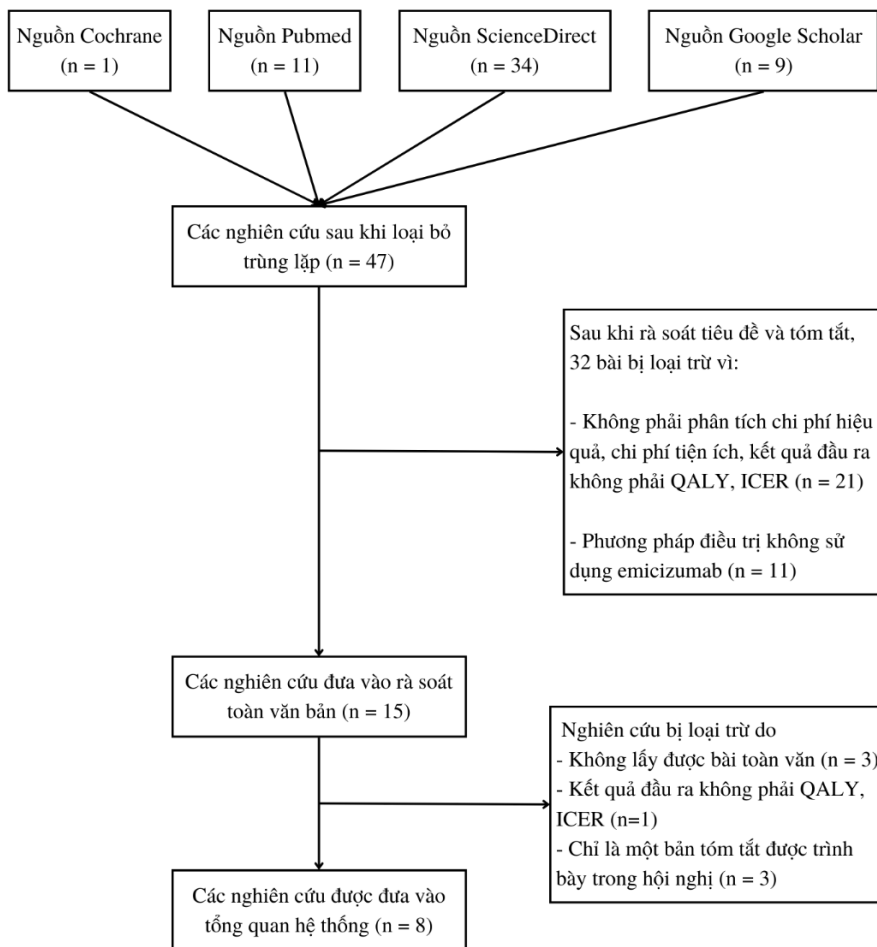 Nguồn Cochrane
(n = 1)
Nguồn Pubmed
(n = 11)
Nguồn ScienceDirect
(n = 34)
Nguồn Google Scholar
(n = 9)
Các nghiên cứu sau khi loại bỏ
trùng lặp (n = 47)
Sau khi rà soát tiêu đề và tóm tắt,
32 bài bị loại trừ vì:
- Không phải phân tích chi phí hiệu
quả, chi phí tiện ích, kết quả đầu ra
không phải QALY, ICER (n = 21)
- Phương pháp điều trị không sử
dụng emicizumab (n = 11)
Các nghiên cứu đưa vào rà soát
toàn văn bản (n = 15)
Nghiên cứu bị loại trừ do
- Không lấy được bài toàn văn (n = 3)
- Kết quả đầu ra không phải QALY,
ICER (n=1)
- Chỉ là một bản tóm tắt được trình
bày trong hội nghị (n = 3)
Các nghiên cứu được đưa vào
tổng quan hệ thống (n = 8)